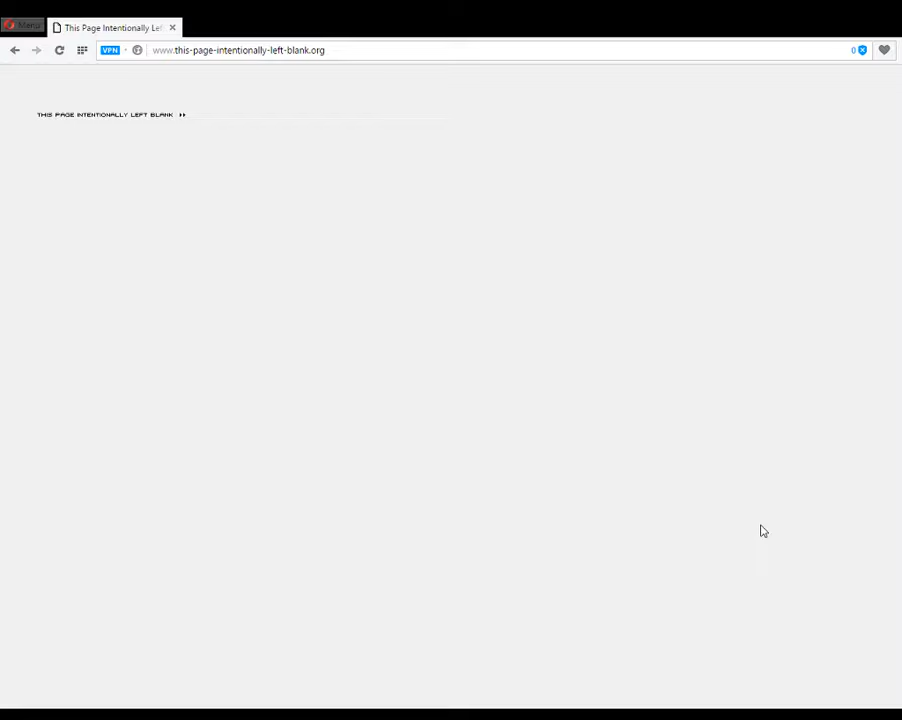 Menu
This Page Intentionally Lef
VPN
www.this-page-intentionally-left-blank.org
0
THIS PAGE INTENTIONALLY LEFT BLANK